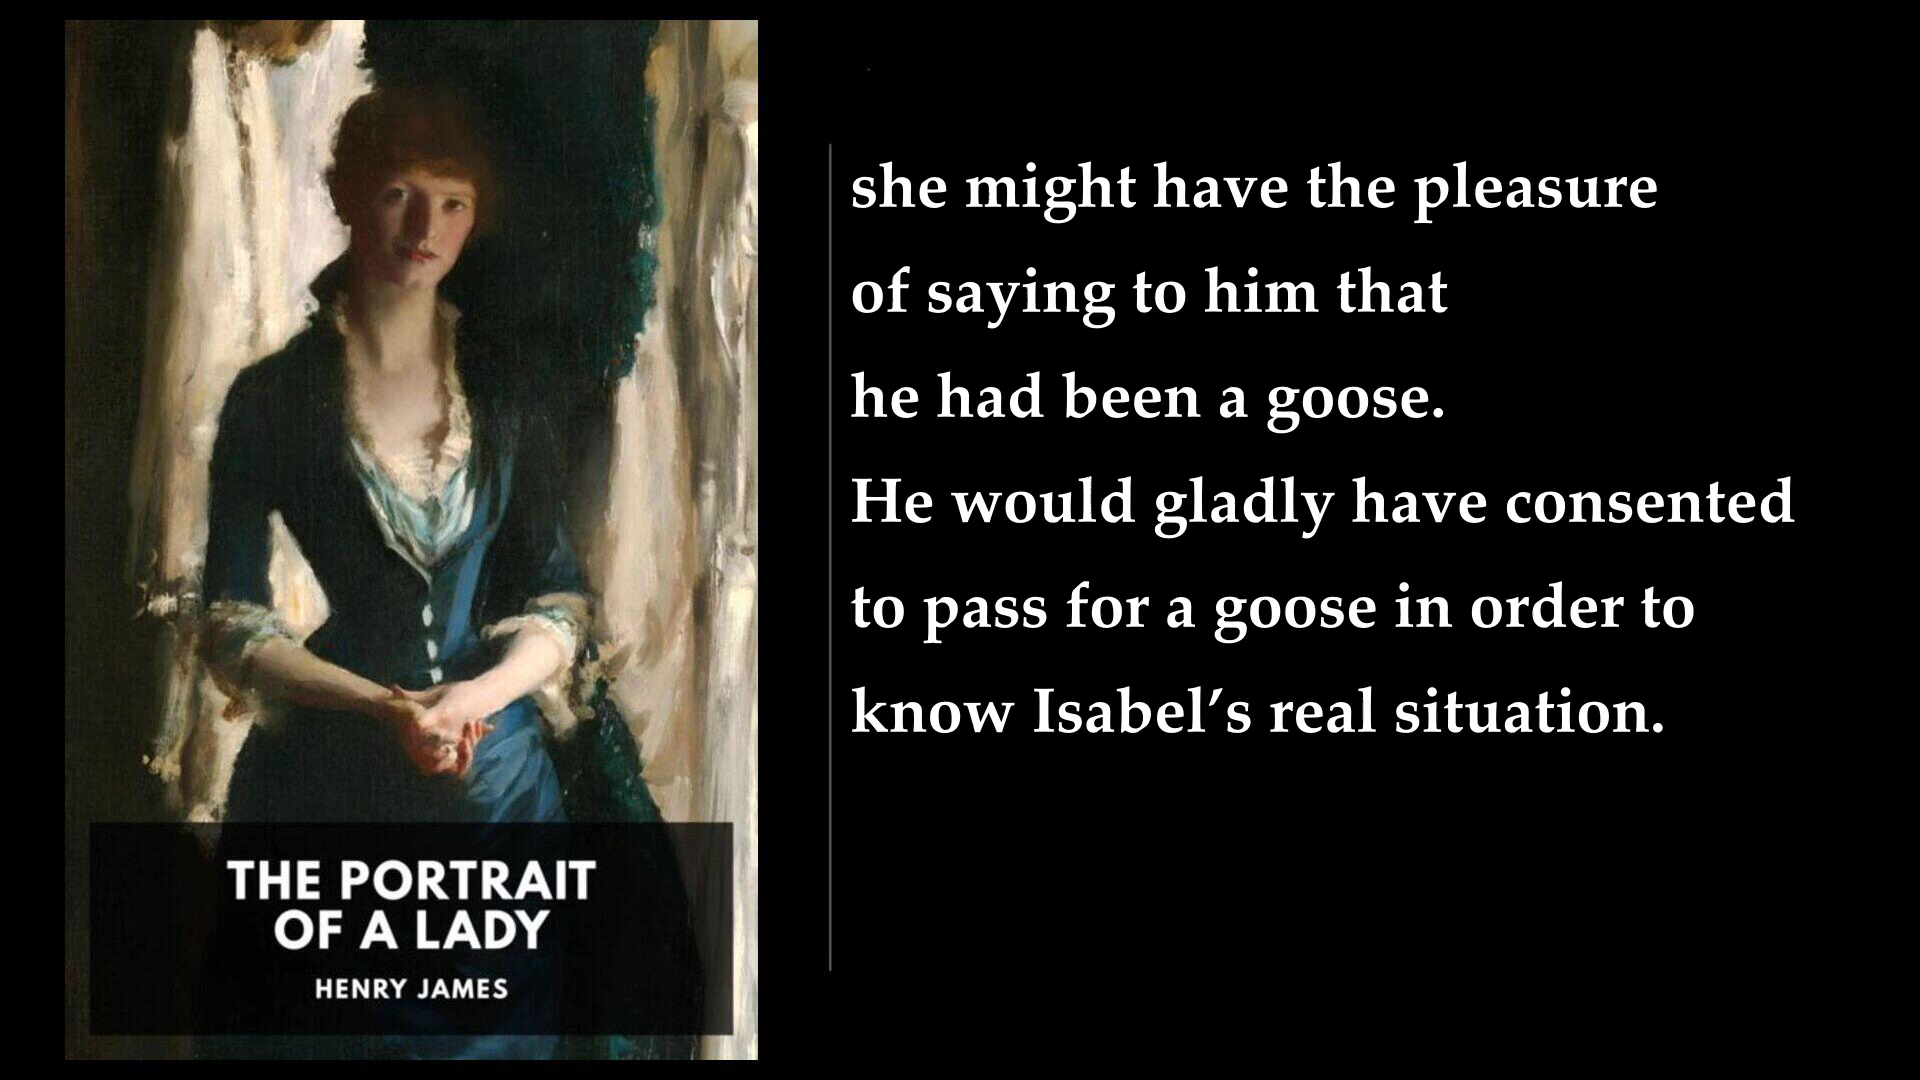 she might have the pleasure
of saying to him that
he had been a goose.
He would gladly have consented
to pass for a goose in order to
know Isabel’s real situation.
THE PORTRAIT
OF A LADY
HENRY JAMES